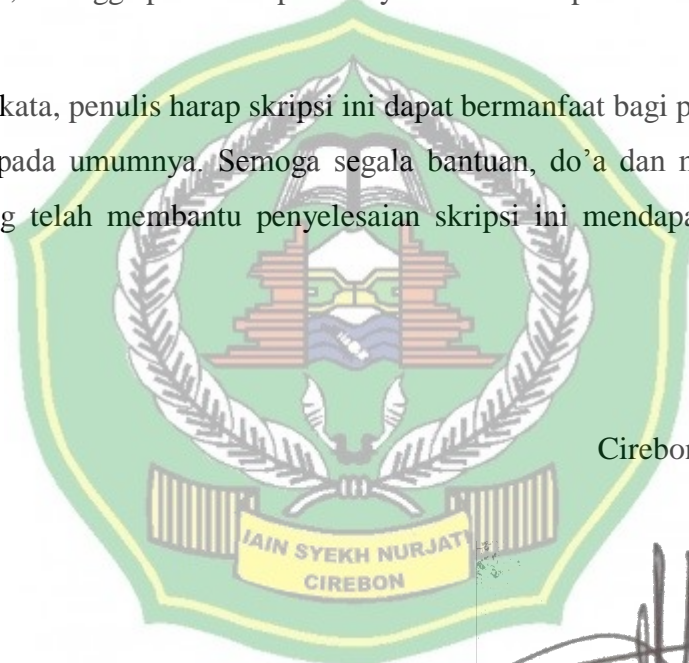 kata, penulis harap skripsi ini dapat bermanfaat bagi p
pada umumnya. Semoga segala bantuan, do’a dan m
g telah membantu penyelesaian skripsi ini mendapa
Cirebon
IAIN SYEKH NURJATI
CIREBON